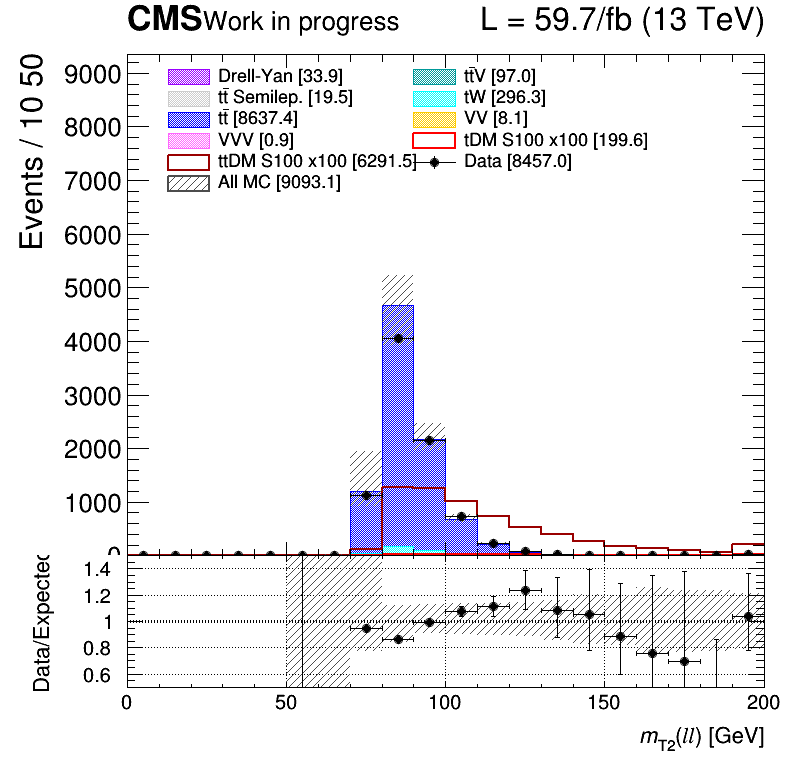 CMS Work in progress L = 59.7/fb (13 TeV)
Events / 10 50
9000
8000
7000
6000
5000
4000
3000
2000
1000
0
Drell-Yan [33.9] tt̄V [97.0]
tt̄ Semilep. [19.5] tW [296.3]
tt̄ [8637.4] VV [8.1]
VVV [0.9] tDM S100 x100 [199.6]
ttDM S100 x100 [6291.5] Data [8457.0]
All MC [9093.1]
Data/Expected
1.4
1.2
1
0.8
0.6
0 50 100 150 200
m_T2(ll) [GeV]